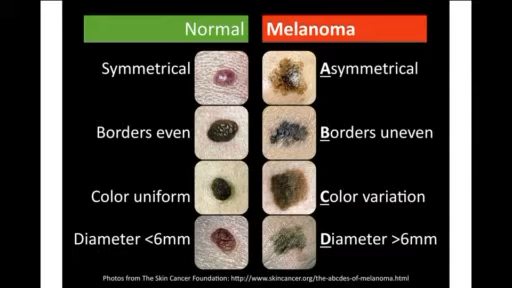 Normal Melanoma
Symmetrical Asymmetrical
Borders even Borders uneven
Color uniform Color variation
Diameter <6mm Diameter >6mm
Photos from The Skin Cancer Foundation: http://www.skincancer.org/the-abcdes-of-melanoma.html